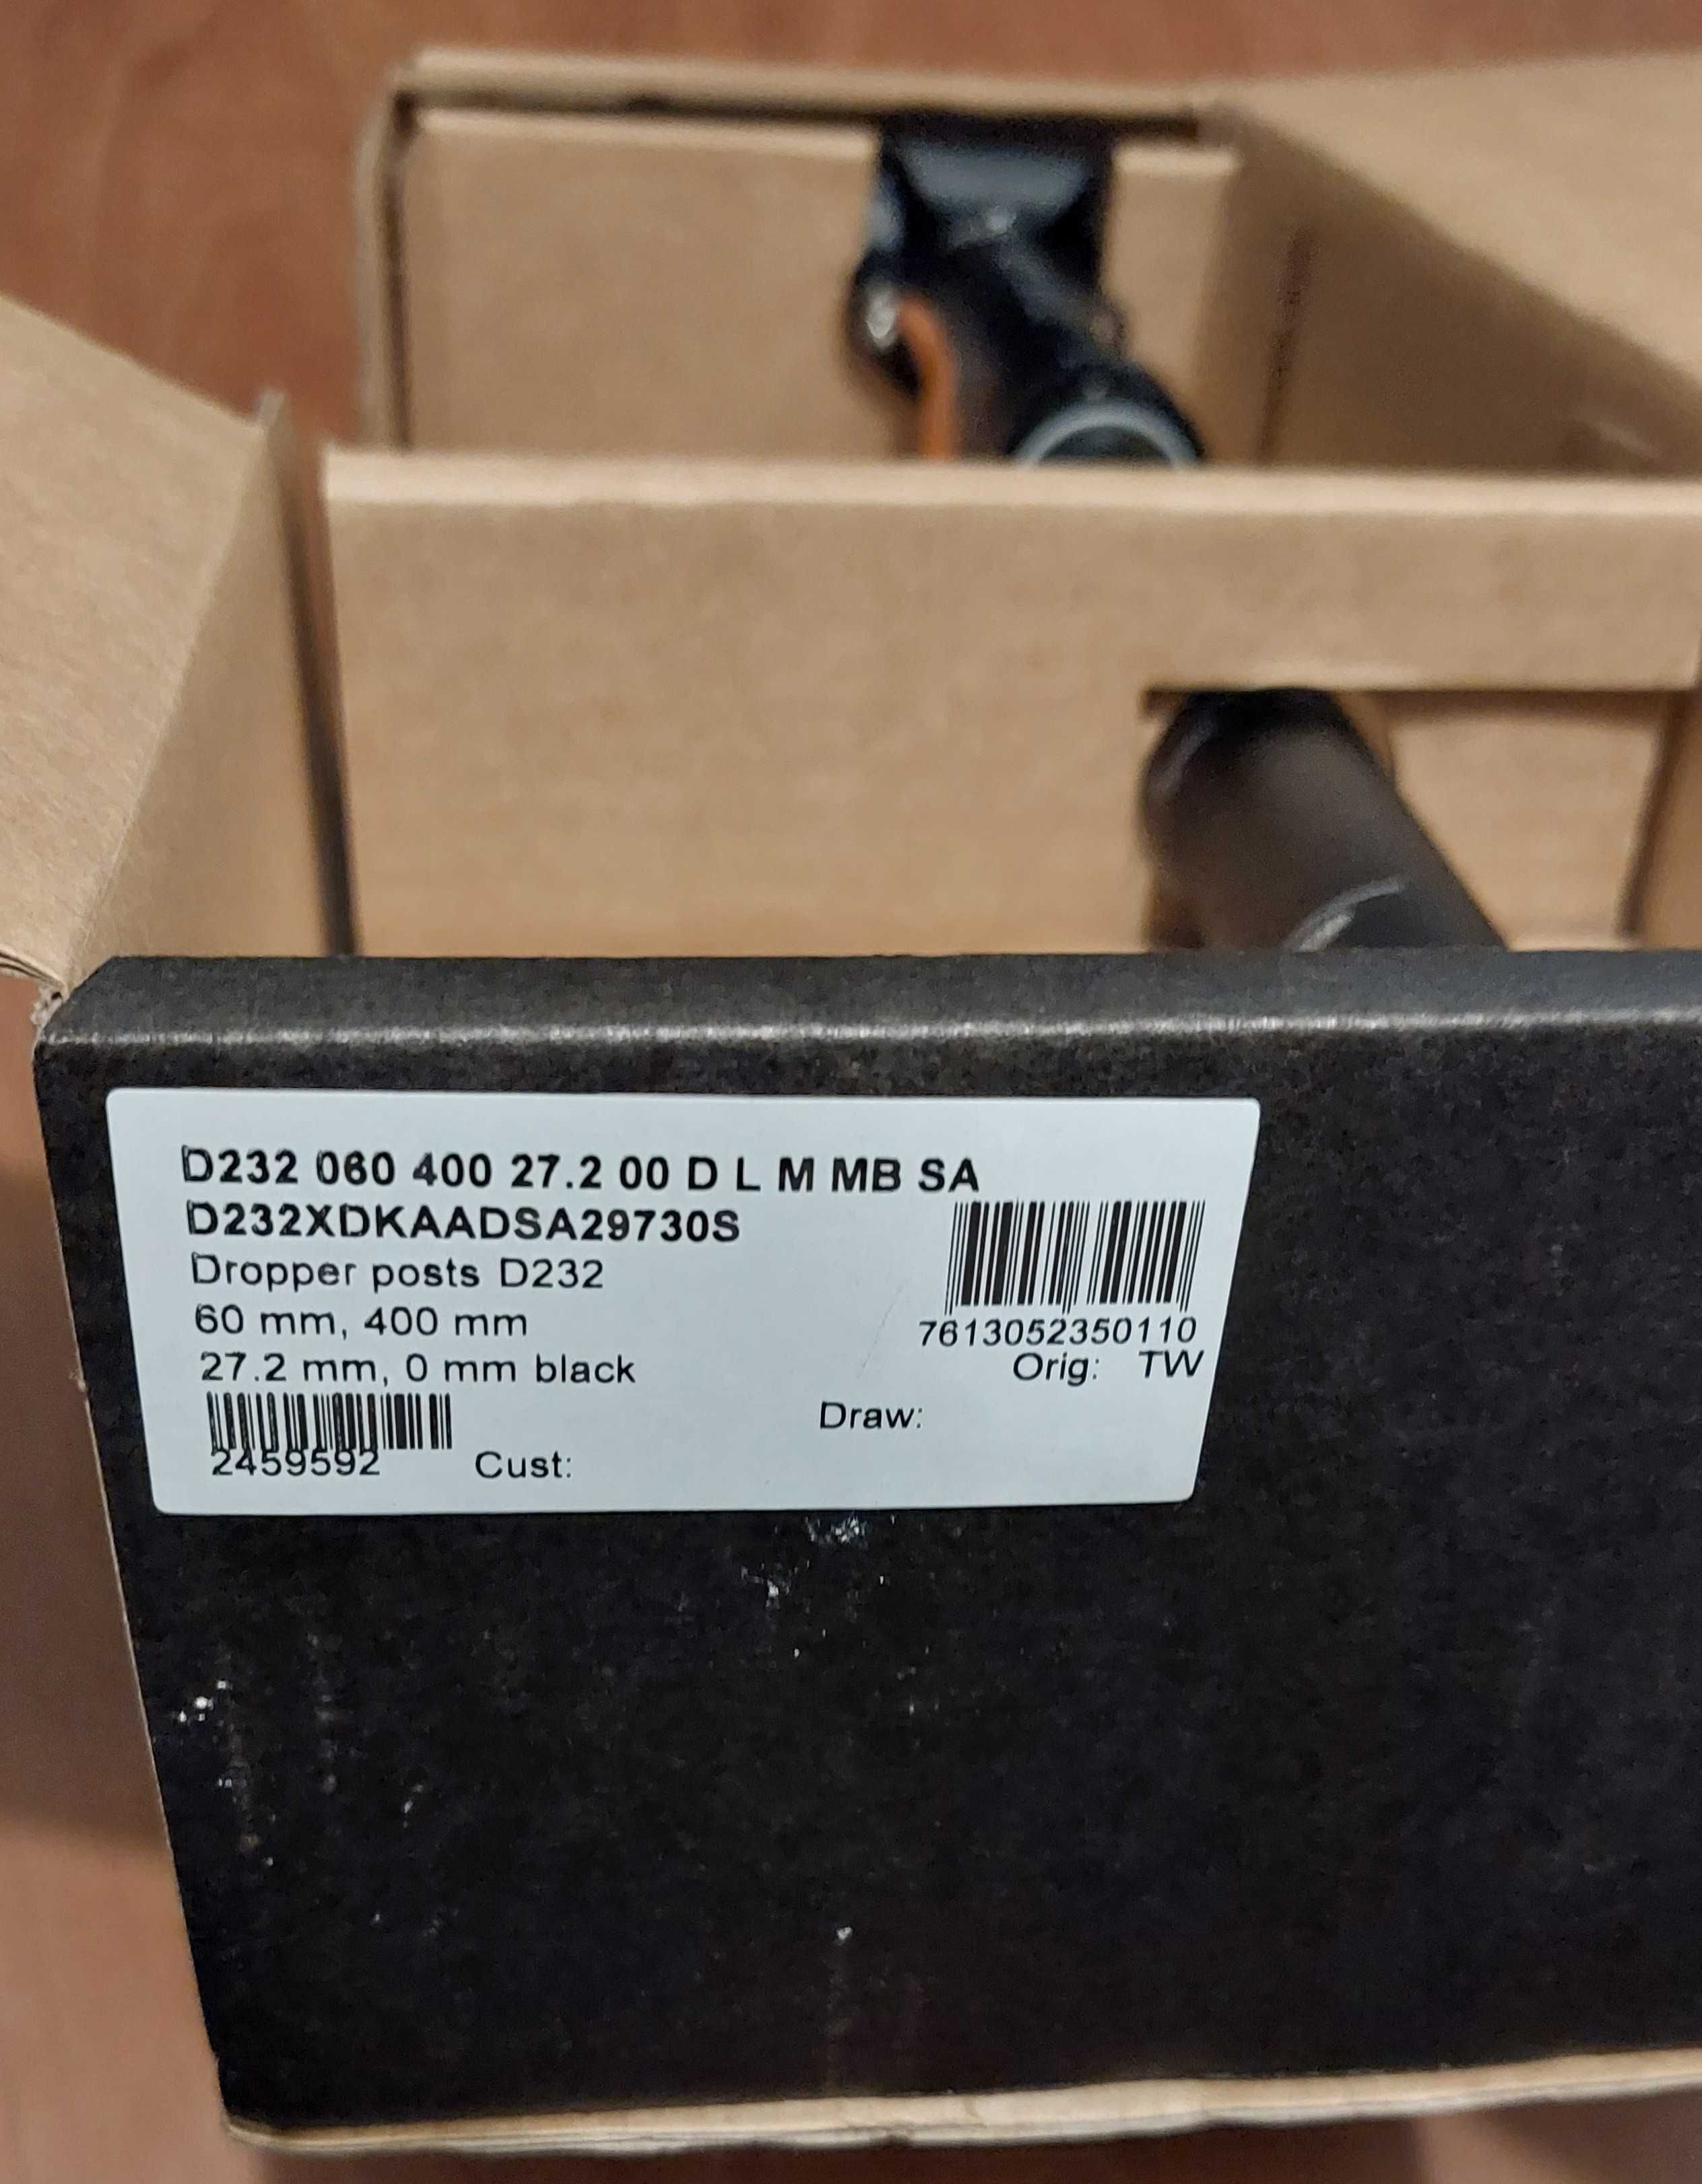 D232 060 400 27.2 00 D L M MB SA
D232XDKAADSA29730S
Dropper posts D232
60 mm, 400 mm
27.2 mm, 0 mm black
7613052350110
Orig: TW
Draw:
2459592
Cust: